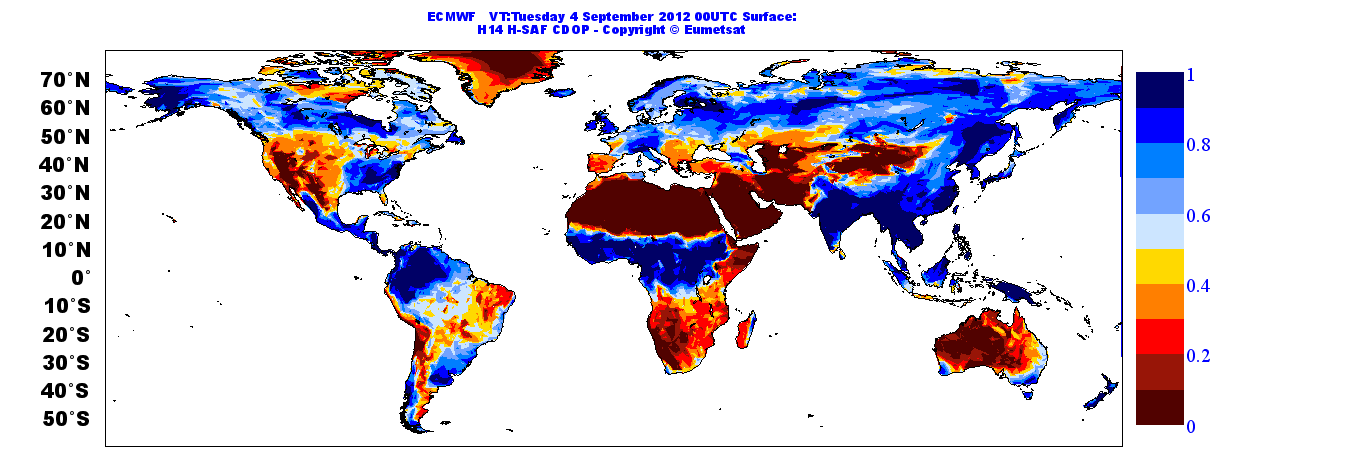 ECMWF VT:Tuesday 4 September 2012 00UTC Surface:
H14 H-SAF CDOP - Copyright © Eumetsat
70°N
60°N
50°N
40°N
30°N
20°N
10°N
0°
10°S
20°S
30°S
40°S
50°S
1
0.8
0.6
0.4
0.2
0